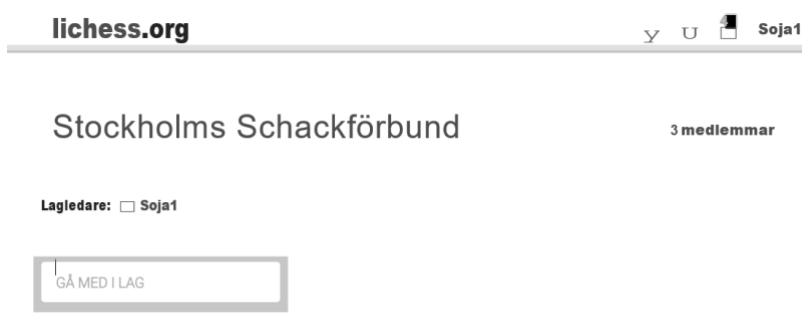 lichess.org
y U Soja1
Stockholms Schackförbund
3 medlemmar
Lagledare: Soja1
GÅ MED I LAG